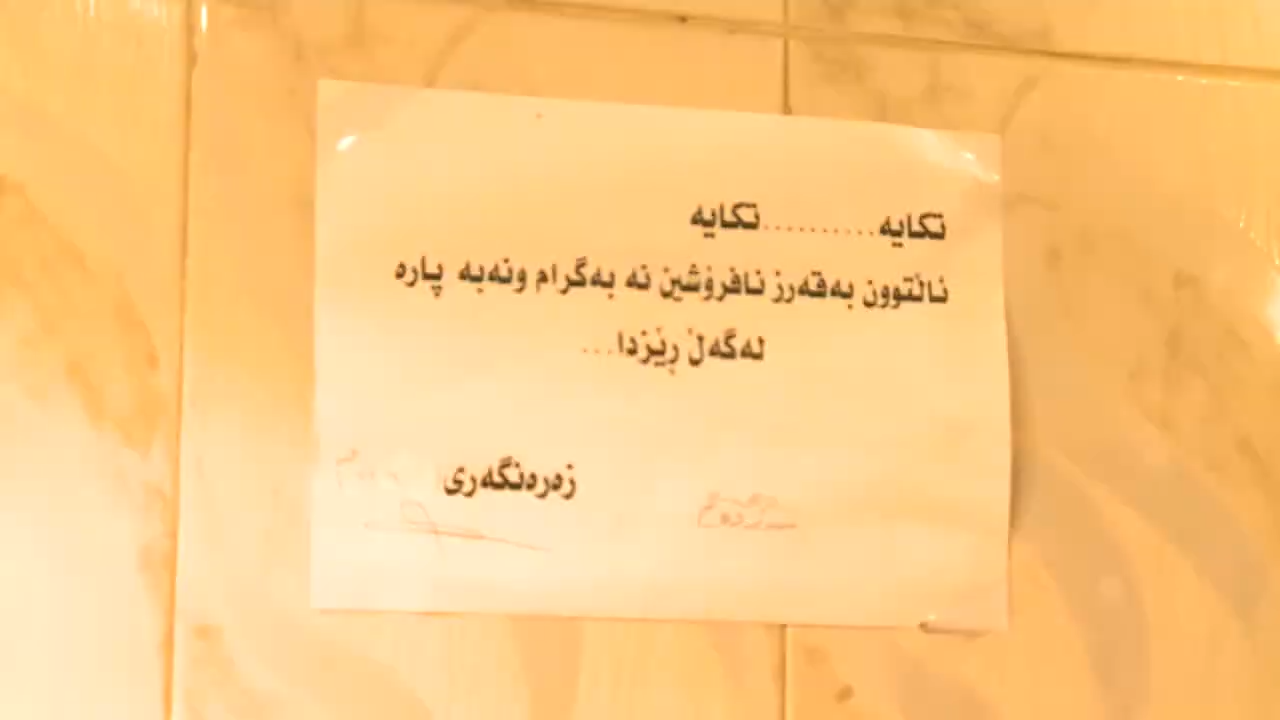 تکایه..........تکایه
ئاڵتوون بەقەرز نافرۆشین نە بەگرام ونەبە پارە
لەگەڵ ڕێزدا...
زەرەنگەری